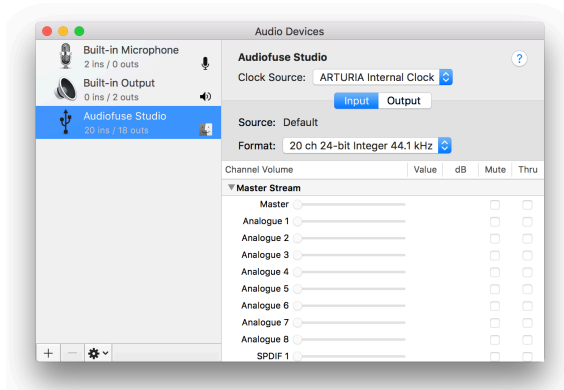 Audio Devices
Built-in Microphone
2 ins / 0 outs
Built-in Output
0 ins / 2 outs
Audiofuse Studio
20 ins / 18 outs
Audiofuse Studio
?
Clock Source: ARTURIA Internal Clock
Input Output
Source: Default
Format: 20 ch 24-bit Integer 44.1 kHz
Channel Volume Value dB Mute Thru
Master Stream
Master
Analogue 1
Analogue 2
Analogue 3
Analogue 4
Analogue 5
Analogue 6
Analogue 7
Analogue 8
SPDIF 1